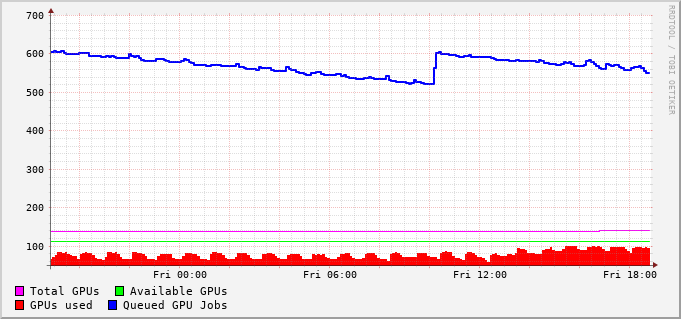 700
600
500
400
300
200
100
Fri 00:00 Fri 06:00 Fri 12:00 Fri 18:00
Total GPUs Available GPUs
GPUs used Queued GPU Jobs
RRDTOOL / TOBI OETIKER